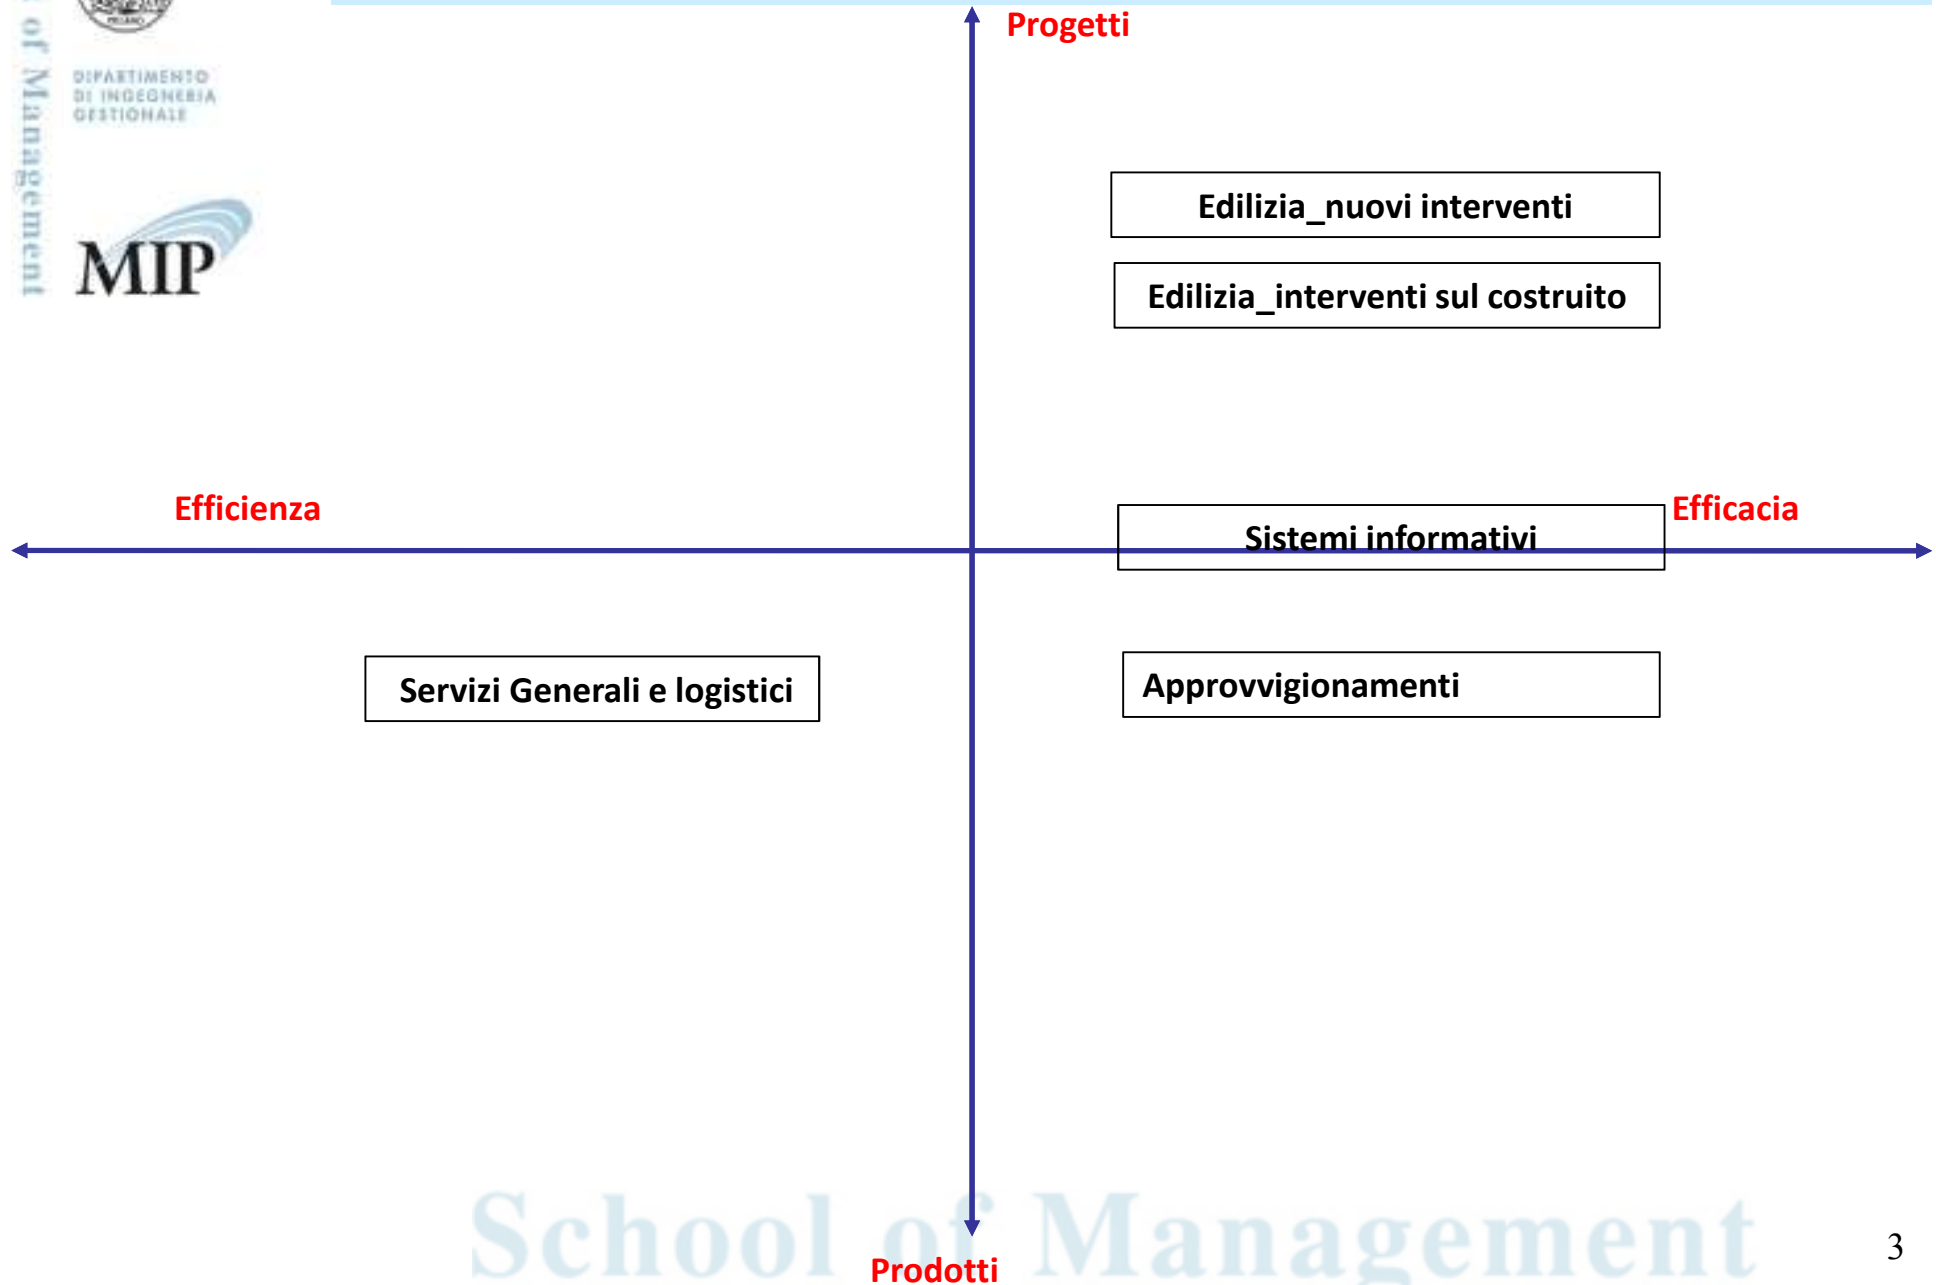 of Management
MILANO
DIPARTIMENTO
DI INGEGNERIA
GESTIONALE
MIP
Progetti
Edilizia_nuovi interventi
Edilizia_interventi sul costruito
Efficienza
Efficacia
Sistemi informativi
Servizi Generali e logistici
Approvvigionamenti
School of Management
Prodotti
3